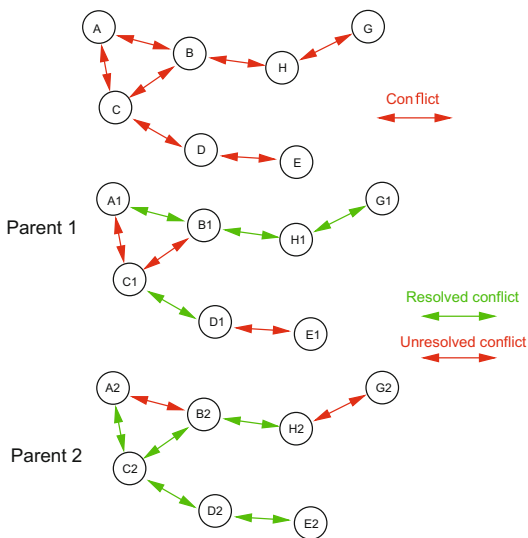 A
G
B
H
C
Conflict
D
E
A1
G1
Parent 1
B1
H1
C1
Resolved conflict
D1
E1
Unresolved conflict
A2
G2
B2
H2
Parent 2
C2
D2
E2